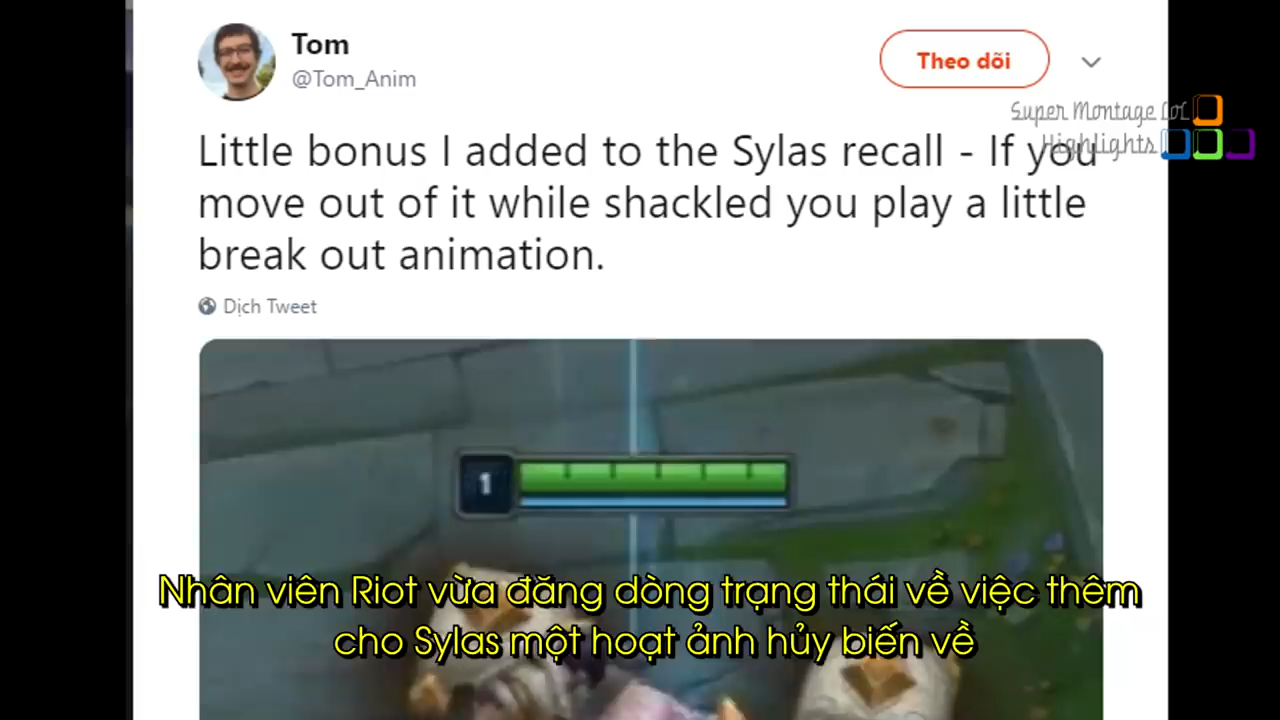 Tom
@Tom_Anim
Theo dõi
Super Montage LoL
Highlights
Little bonus I added to the Sylas recall - If you
move out of it while shackled you play a little
break out animation.
Dịch Tweet
1
Nhân viên Riot vừa đăng dòng trạng thái về việc thêm
cho Sylas một hoạt ảnh hủy biến về